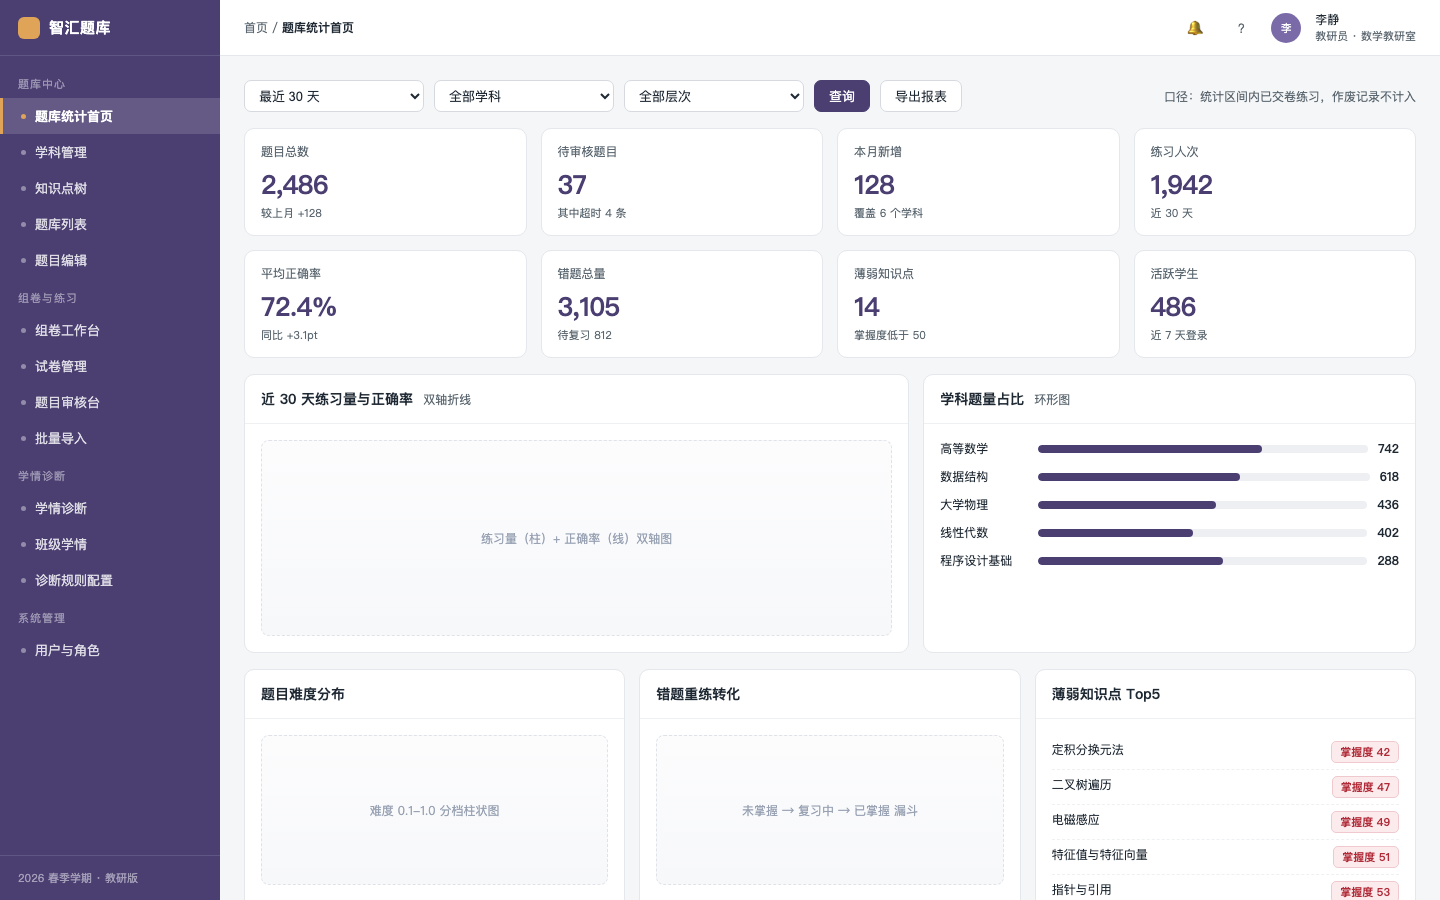 智汇题库
题库中心
题库统计首页
学科管理
知识点树
题库列表
题目编辑
组卷与练习
组卷工作台
试卷管理
题目审核台
批量导入
学情诊断
学情诊断
班级学情
诊断规则配置
系统管理
用户与角色
2026 春季学期 · 教研版
首页 / 题库统计首页
?
李
李静
教研员 · 数学教研室
最近 30 天
全部学科
全部层次
查询
导出报表
口径：统计区间内已交卷练习，作废记录不计入
题目总数
2,486
较上月 +128
待审核题目
37
其中超时 4 条
本月新增
128
覆盖 6 个学科
练习人次
1,942
近 30 天
平均正确率
72.4%
同比 +3.1pt
错题总量
3,105
待复习 812
薄弱知识点
14
掌握度低于 50
活跃学生
486
近 7 天登录
近 30 天练习量与正确率 双轴折线
练习量（柱）+ 正确率（线）双轴图
学科题量占比 环形图
高等数学 742
数据结构 618
大学物理 436
线性代数 402
程序设计基础 288
题目难度分布
难度 0.1–1.0 分档柱状图
错题重练转化
未掌握 → 复习中 → 已掌握 漏斗
薄弱知识点 Top5
定积分换元法 掌握度 42
二叉树遍历 掌握度 47
电磁感应 掌握度 49
特征值与特征向量 掌握度 51
指针与引用 掌握度 53